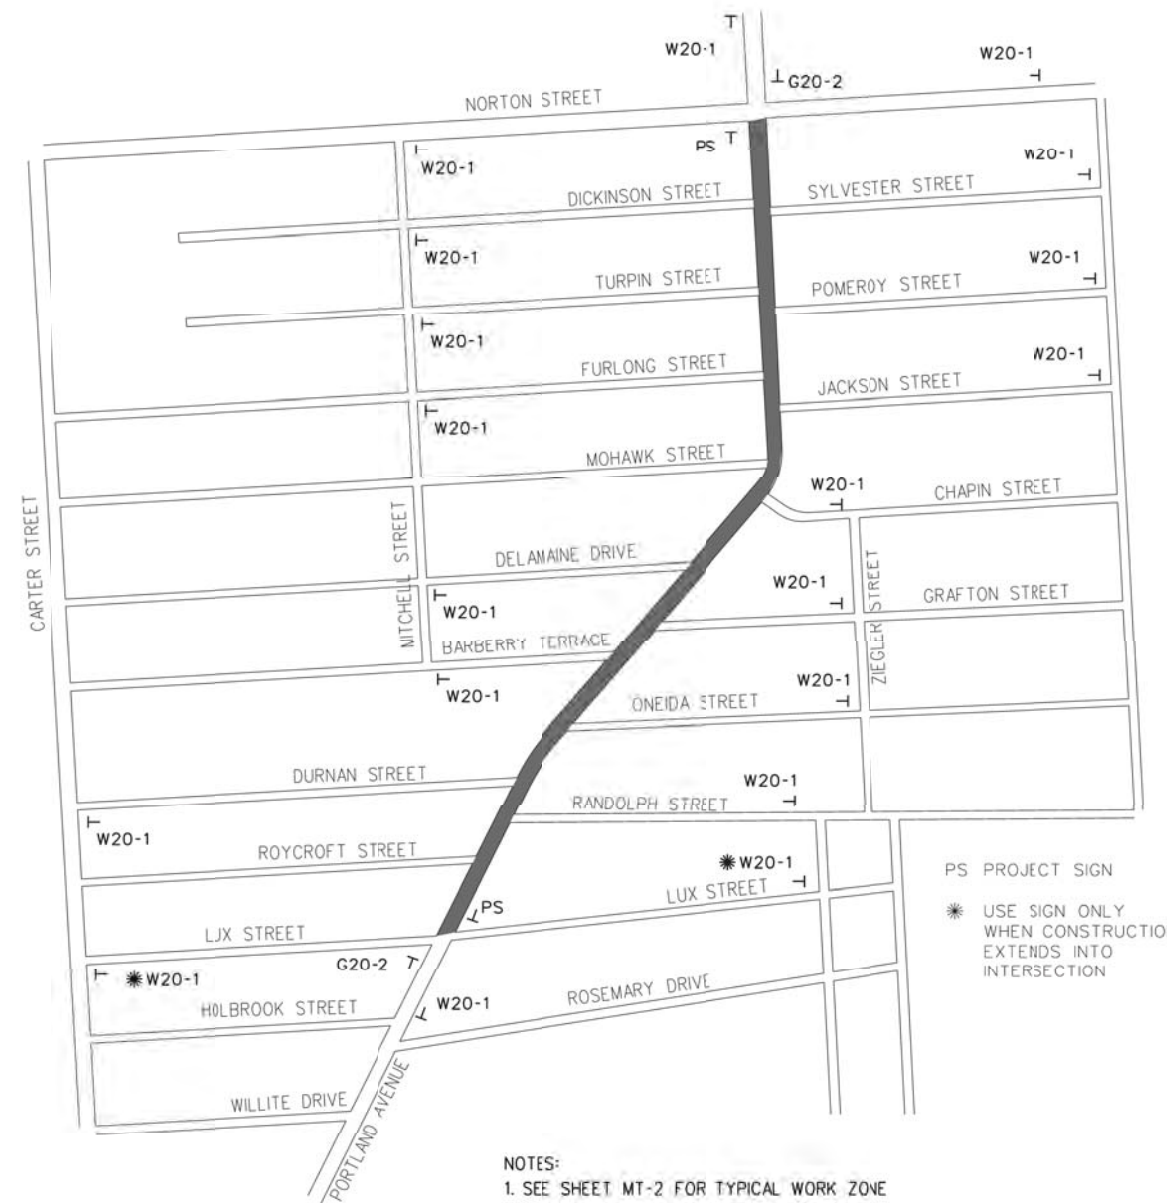 W20-1
W20-1
G20-2
NORTON STREET
PS
W20-1
W20-1
DICKINSON STREET
SYLVESTER STREET
W20-1
W20-1
TURPIN STREET
POMEROY STREET
W20-1
W20-1
FURLONG STREET
JACKSON STREET
W20-1
MOHAWK STREET
W20-1
CHAPIN STREET
CARTER STREET
MITCHELL STREET
DELAMAINE DRIVE
W20-1
ZIEGLER STREET
GRAFTON STREET
W20-1
BARBERRY TERRACE
W20-1
W20-1
ONEIDA STREET
DURNAN STREET
W20-1
RANDOLPH STREET
W20-1
ROYCROFT STREET
✳ W20-1
LUX STREET
PS
LUX STREET
G20-2
✳ W20-1
HOLBROOK STREET
W20-1
ROSEMARY DRIVE
WILLITE DRIVE
PORTLAND AVENUE
PS PROJECT SIGN
✳ USE SIGN ONLY
WHEN CONSTRUCTIO
EXTENDS INTO
INTERSECTION
NOTES:
1. SEE SHEET MT-2 FOR TYPICAL WORK ZONE